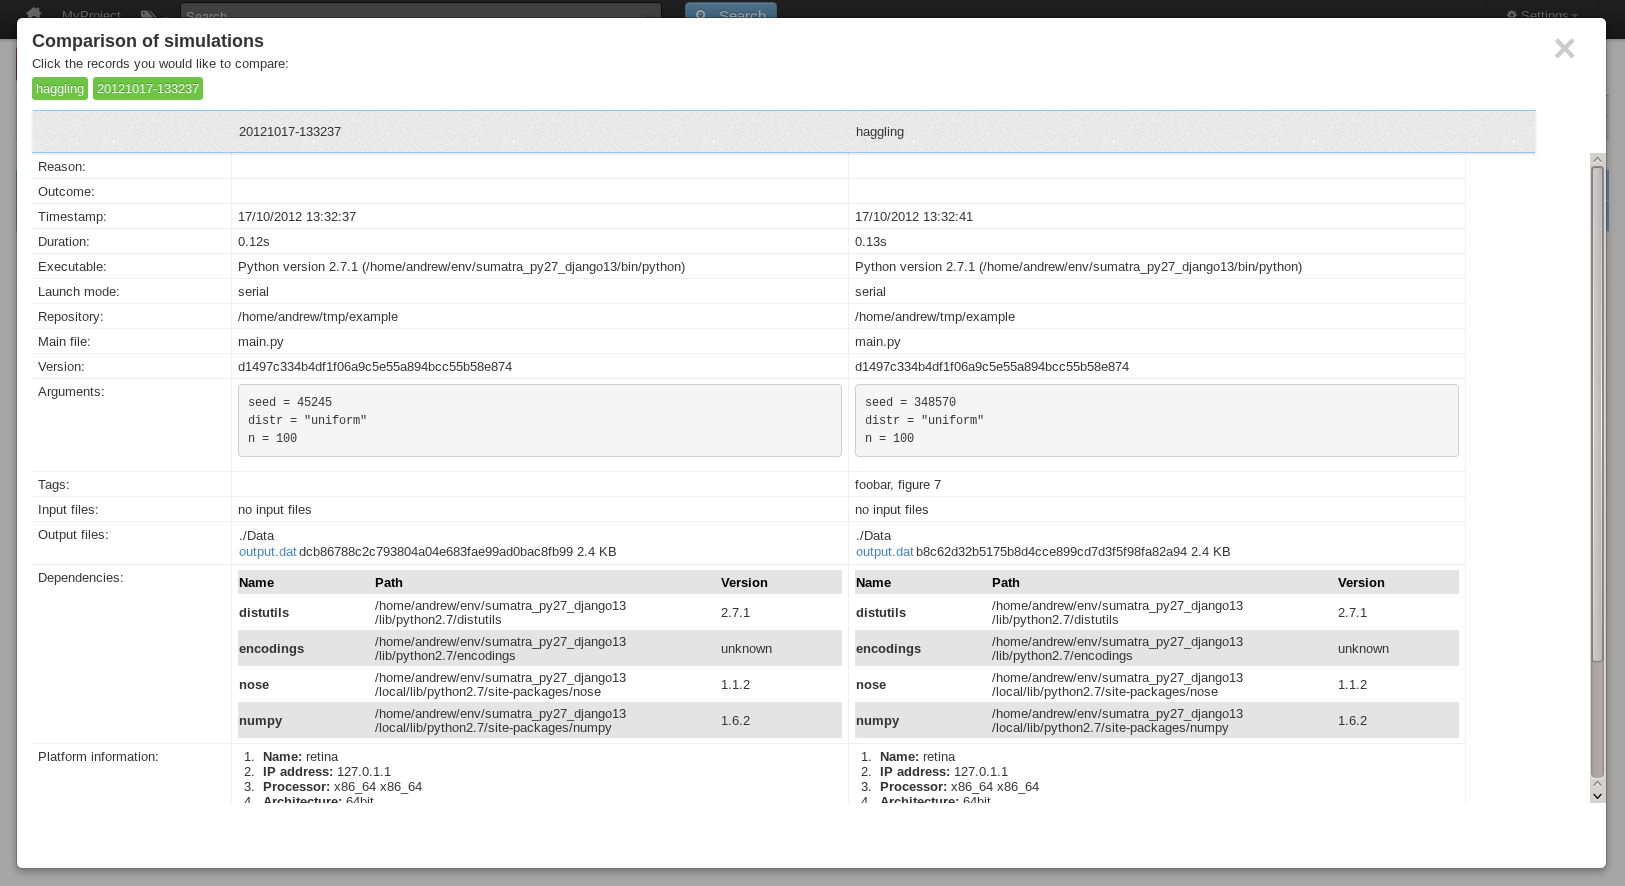 MyProject Search Search Settings
Comparison of simulations ×
Click the records you would like to compare:
haggling 20121017-133237
20121017-133237 haggling
Reason:
Outcome:
Timestamp: 17/10/2012 13:32:37 17/10/2012 13:32:41
Duration: 0.12s 0.13s
Executable: Python version 2.7.1 (/home/andrew/env/sumatra_py27_django13/bin/python) Python version 2.7.1 (/home/andrew/env/sumatra_py27_django13/bin/python)
Launch mode: serial serial
Repository: /home/andrew/tmp/example /home/andrew/tmp/example
Main file: main.py main.py
Version: d1497c334b4df1f06a9c5e55a894bcc55b58e874 d1497c334b4df1f06a9c5e55a894bcc55b58e874
Arguments: seed = 45245 seed = 348570
distr = "uniform" distr = "uniform"
n = 100 n = 100
Tags: foobar, figure 7
Input files: no input files no input files
Output files: ./Data ./Data
output.dat dcb86788c2c793804a04e683fae99ad0bac8fb99 2.4 KB output.dat b8c62d32b5175b8d4cce899cd7d3f5f98fa82a94 2.4 KB
Dependencies: Name Path Version Name Path Version
distutils /home/andrew/env/sumatra_py27_django13 /lib/python2.7/distutils 2.7.1 distutils /home/andrew/env/sumatra_py27_django13 /lib/python2.7/distutils 2.7.1
encodings /home/andrew/env/sumatra_py27_django13 /lib/python2.7/encodings unknown encodings /home/andrew/env/sumatra_py27_django13 /lib/python2.7/encodings unknown
nose /home/andrew/env/sumatra_py27_django13 /local/lib/python2.7/site-packages/nose 1.1.2 nose /home/andrew/env/sumatra_py27_django13 /local/lib/python2.7/site-packages/nose 1.1.2
numpy /home/andrew/env/sumatra_py27_django13 /local/lib/python2.7/site-packages/numpy 1.6.2 numpy /home/andrew/env/sumatra_py27_django13 /local/lib/python2.7/site-packages/numpy 1.6.2
Platform information: 1. Name: retina 1. Name: retina
2. IP address: 127.0.1.1 2. IP address: 127.0.1.1
3. Processor: x86_64 x86_64 3. Processor: x86_64 x86_64
4. Architecture: 64bit 4. Architecture: 64bit